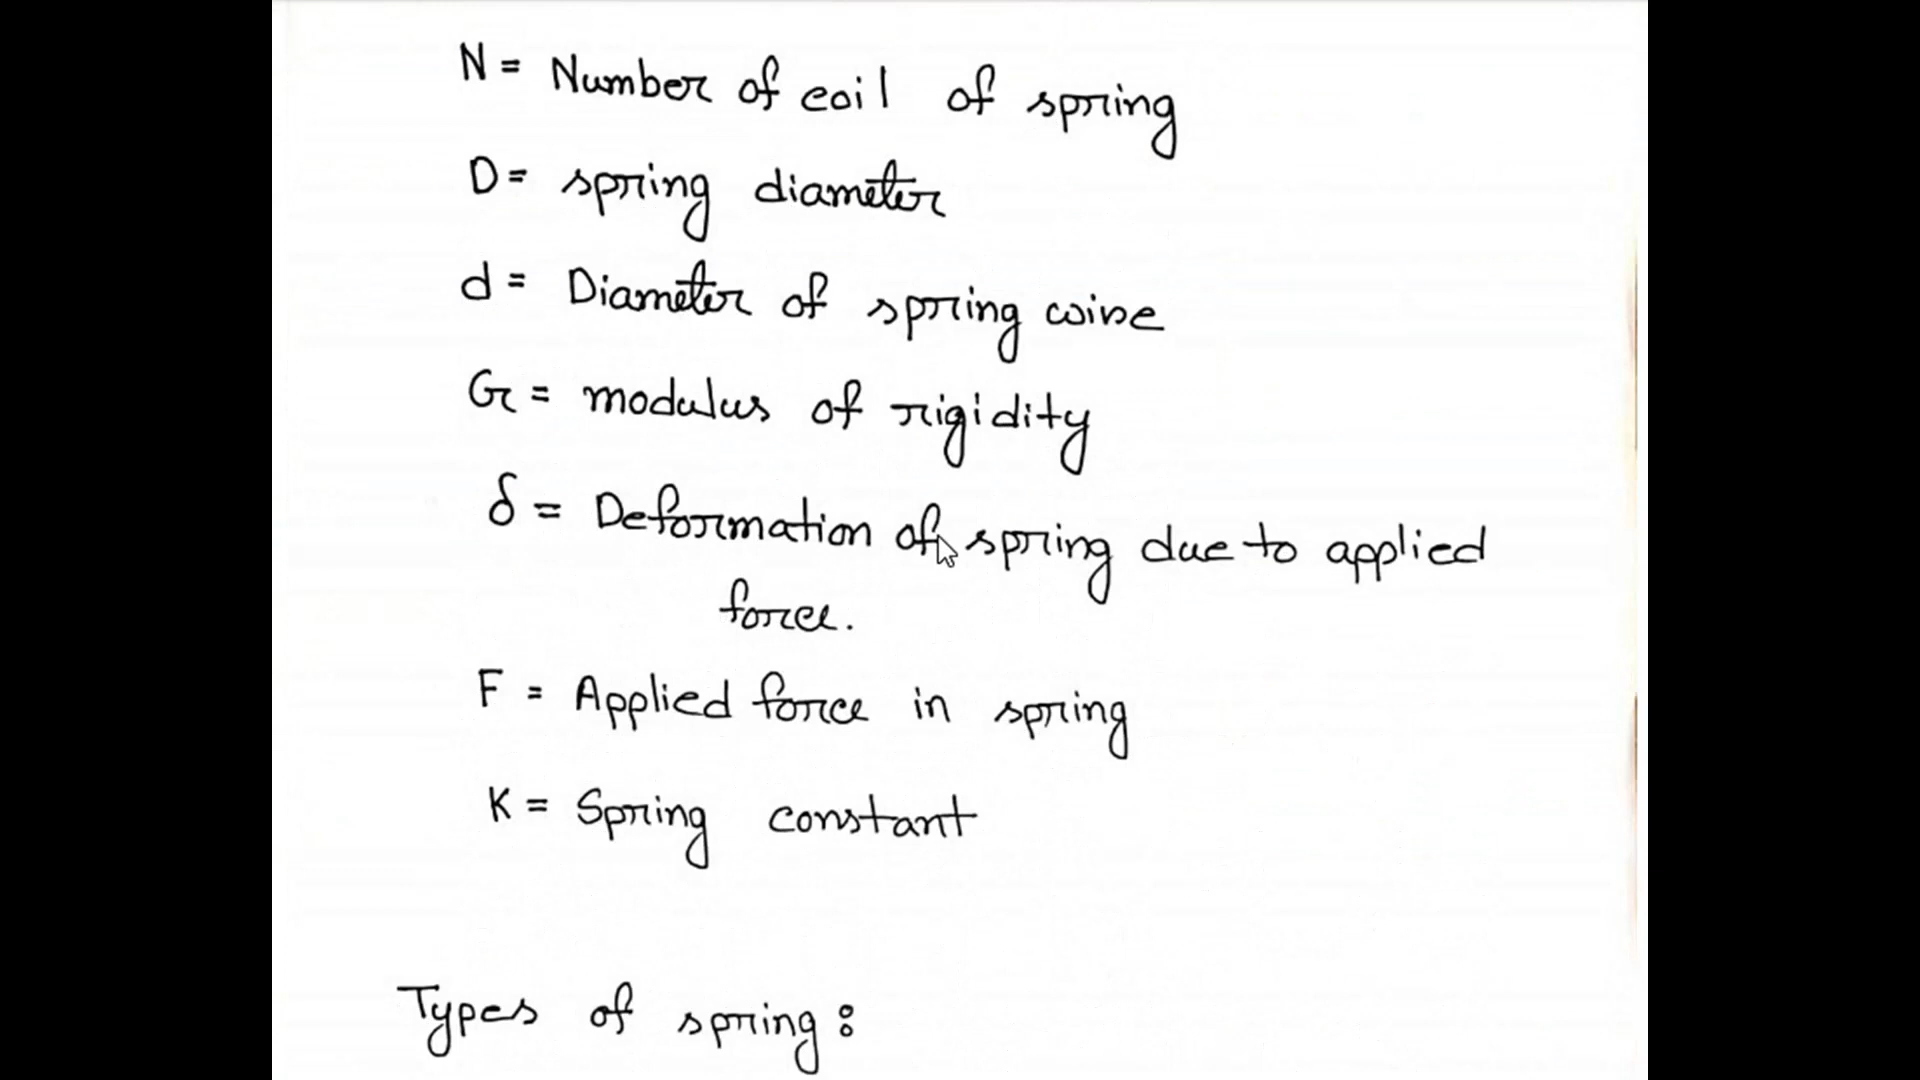 N = Number of coil of spring
D = spring diameter
d = Diameter of spring wire
G = modulus of rigidity
δ = Deformation of spring due to applied
force.
F = Applied force in spring
K = Spring constant
Types of spring: